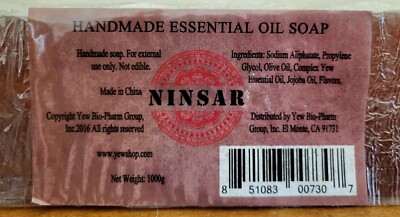 HANDMADE ESSENTIAL OIL SOAP
Handmade soap. For external
use only. Not edible.
Made in China
Copyright Yew Bio-Pharm Group,
Inc.2016 All rights reserved
www.yewshop.com
Net Weight: 1000g
NINSAR
Ingredients: Sodium Aliphatate, Propylene
Glycol, Olive Oil, Complex Yew
Essential Oil, Jojoba Oil, Flavors.
Distributed by Yew Bio-Pharm
Group, Inc. El Monte, CA 91731
8 51083 00730 7